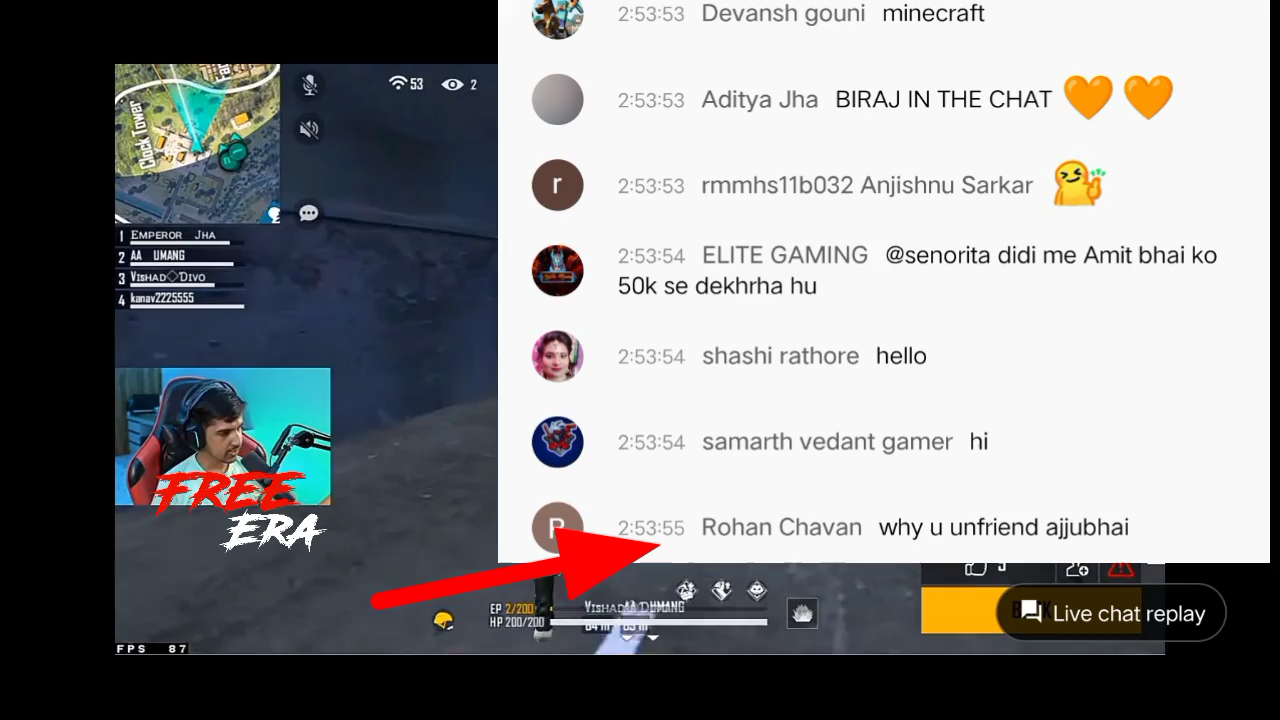 2:53:53 Devansh gouni minecraft
2:53:53 Aditya Jha BIRAJ IN THE CHAT
r 2:53:53 rmmhs11b032 Anjishnu Sarkar
2:53:54 ELITE GAMING @senorita didi me Amit bhai ko
50k se dekhrha hu
2:53:54 shashi rathore hello
2:53:54 samarth vedant gamer hi
2:53:55 Rohan Chavan why u unfriend ajjubhai
Live chat replay
53
2
Clock Tower
1 EMPEROR JHA
2 AA UMANG
3 VISHAD◇DIVO
4 kanav2225555
FREE
ERA
EP 2/200
HP 200/200
FPS 87